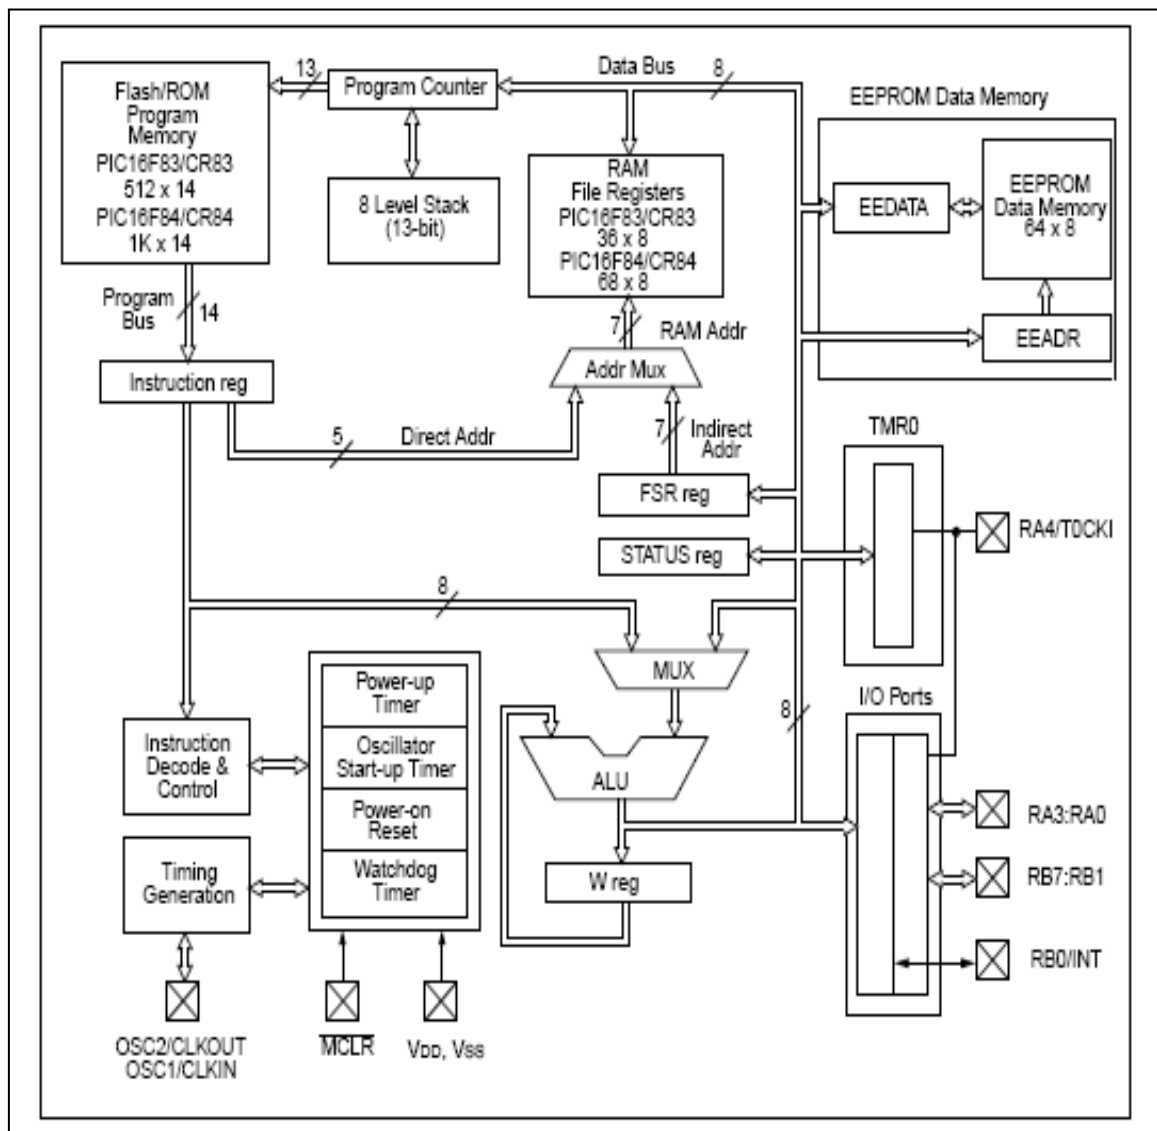 13
Program Counter
Data Bus
8
Flash/ROM
Program
Memory
PIC16F83/CR83
512 x 14
PIC16F84/CR84
1K x 14
8 Level Stack
(13-bit)
RAM
File Registers
PIC16F83/CR83
36 x 8
PIC16F84/CR84
68 x 8
EEPROM Data Memory
EEDATA
EEPROM
Data Memory
64 x 8
EEADR
Program
Bus
14
7
RAM Addr
Addr Mux
Instruction reg
5
Direct Addr
7
Indirect
Addr
FSR reg
STATUS reg
TMR0
RA4/T0CKI
8
MUX
8
I/O Ports
Power-up
Timer
Oscillator
Start-up Timer
Power-on
Reset
Watchdog
Timer
Instruction
Decode &
Control
Timing
Generation
ALU
W reg
RA3:RA0
RB7:RB1
RB0/INT
OSC2/CLKOUT
OSC1/CLKIN
MCLR
VDD, VSS